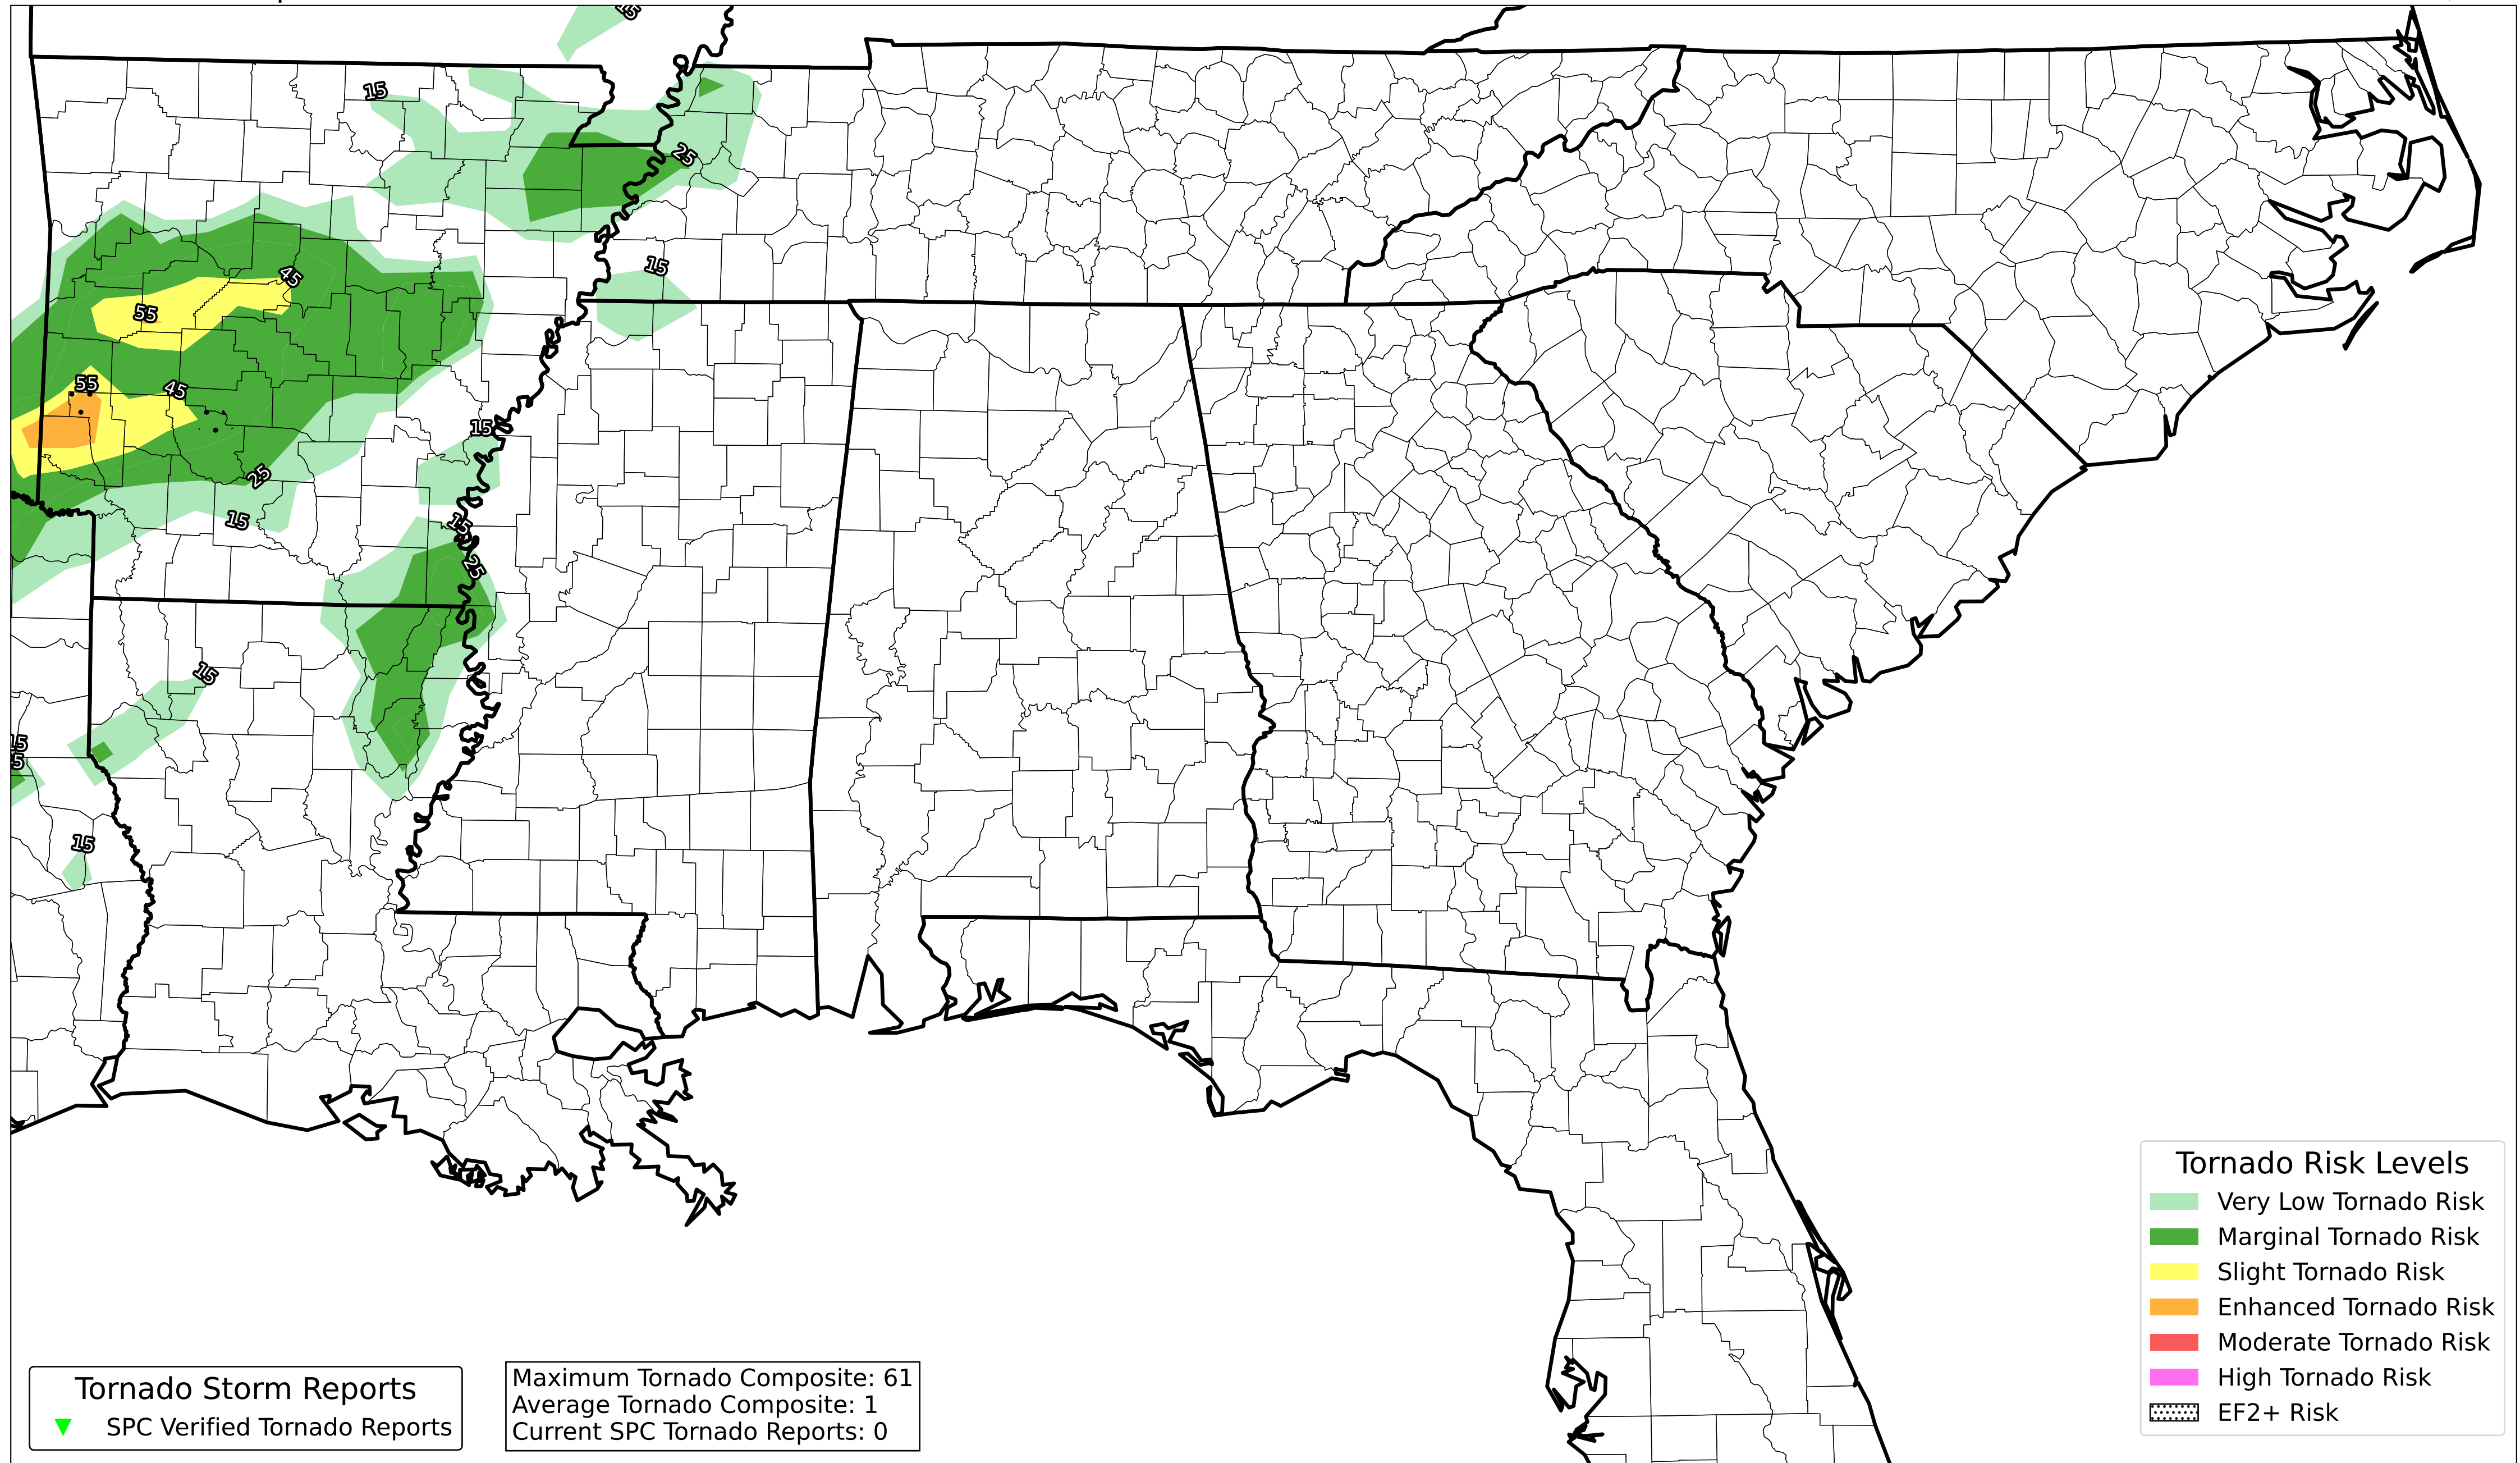 15
15
25
15
45
55
55
45
15
25
15
15
25
15
15
15
Tornado Risk Levels
Very Low Tornado Risk
Marginal Tornado Risk
Slight Tornado Risk
Enhanced Tornado Risk
Moderate Tornado Risk
High Tornado Risk
EF2+ Risk
Tornado Storm Reports
SPC Verified Tornado Reports
Maximum Tornado Composite: 61
Average Tornado Composite: 1
Current SPC Tornado Reports: 0